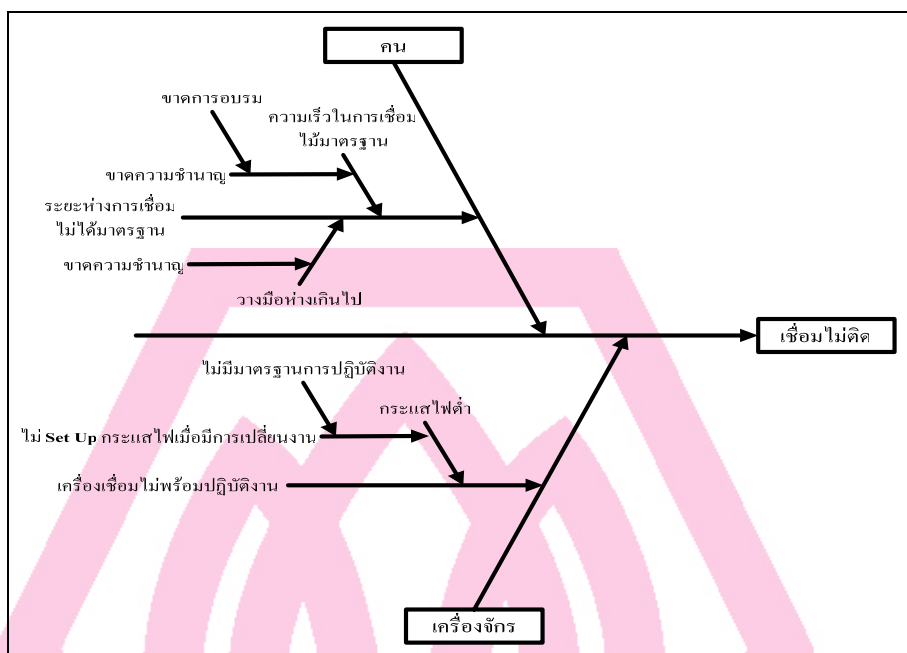 คน
ขาดการอบรม
ความเร็วในการเชื่อม
ไม้มาตรฐาน
ขาดความชำนาญ
ระยะห่างการเชื่อม
ไม่ได้มาตรฐาน
ขาดความชำนาญ
วางมือห่างเกินไป
เชื่อมไม่ติด
ไม่มีมาตรฐานการปฏิบัติงาน
กระแสไฟต่ำ
ไม่ Set Up กระแสไฟเมื่อมีการเปลี่ยนงาน
เครื่องเชื่อมไม่พร้อมปฏิบัติงาน
เครื่องจักร